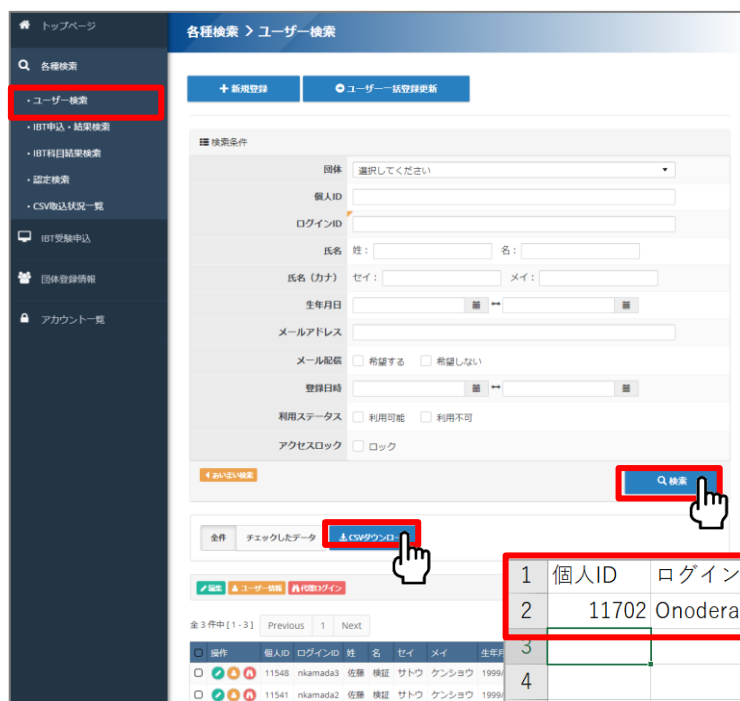 トップページ
各種検索
・ユーザー検索
・IBT申込・結果検索
・IBT科目結果検索
・認定検索
・CSV取込状況一覧
IBT受験申込
団体登録情報
アカウント一覧
各種検索 > ユーザー検索
新規登録 ユーザー一括登録更新
検索条件
団体 選択してください
個人ID
ログインID
氏名 姓： 名：
氏名（カナ） セイ： メイ：
生年月日
メールアドレス
メール配信 希望する 希望しない
登録日時
利用ステータス 利用可能 利用不可
アクセスロック ロック
あいまい検索
検索
全件 チェックしたデータ CSVダウンロー
編集 ユーザー情報 代理ログイン
全3件中 [ 1 - 3 ] Previous 1 Next
操作 個人ID ログインID 姓 名 セイ メイ 生年月
11548 nkamada3 佐藤 検証 サトウ ケンショウ 1999/
11541 nkamada2 佐藤 検証 サトウ ケンショウ 1999/
1 個人ID ログイン
2 11702 Onodera
3
4